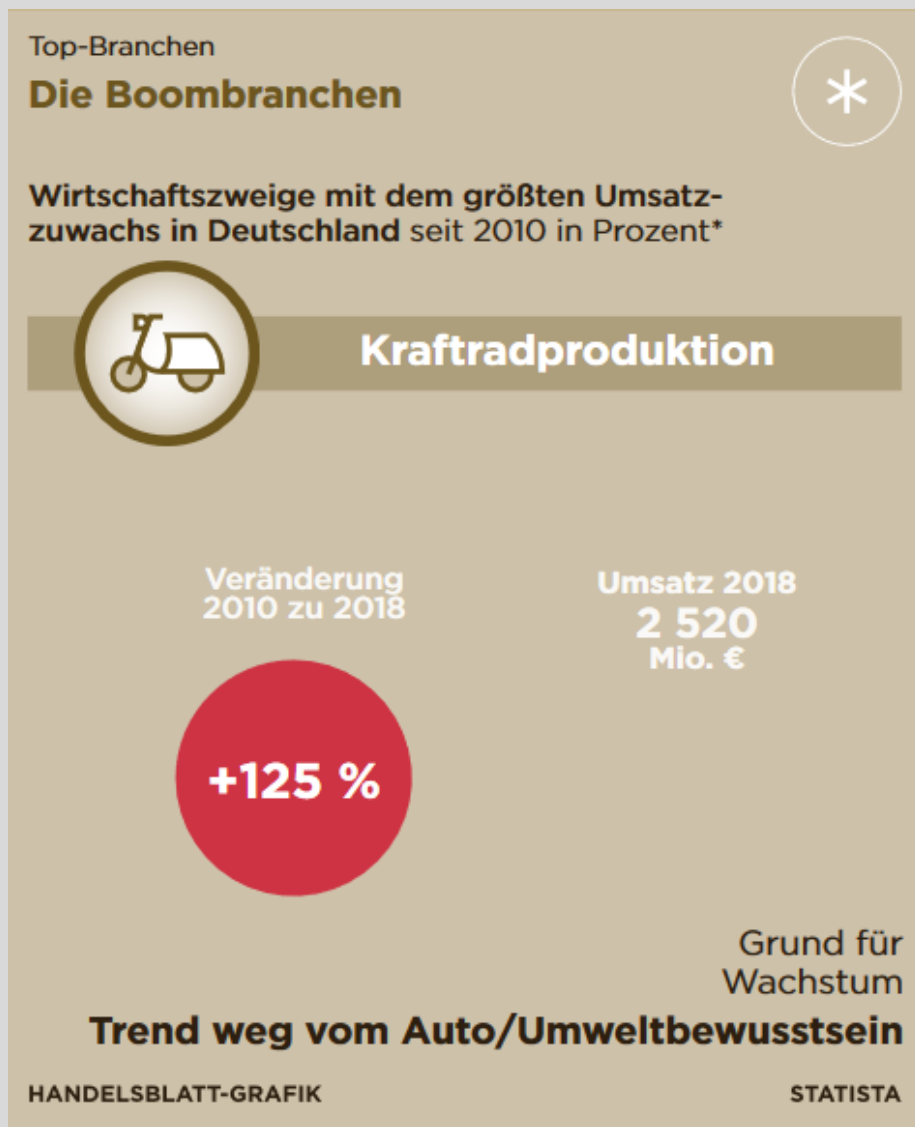 Top-Branchen
Die Boombranchen
Wirtschaftszweige mit dem größten Umsatz-
zuwachs in Deutschland seit 2010 in Prozent*
Kraftradproduktion
Veränderung
2010 zu 2018
+125 %
Umsatz 2018
2 520
Mio. €
Grund für
Wachstum
Trend weg vom Auto/Umweltbewusstsein
HANDELSBLATT-GRAFIK
STATISTA